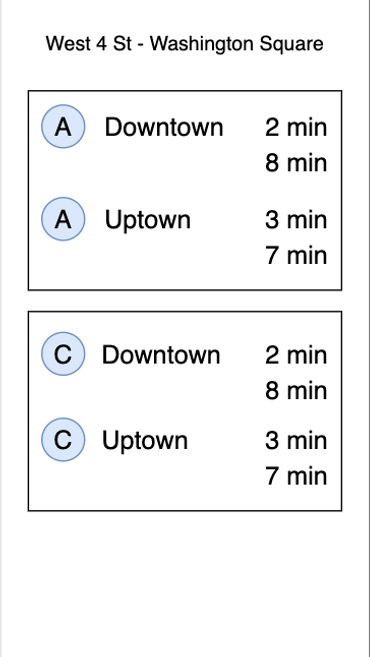 West 4 St - Washington Square
A Downtown 2 min
8 min
A Uptown 3 min
7 min
C Downtown 2 min
8 min
C Uptown 3 min
7 min